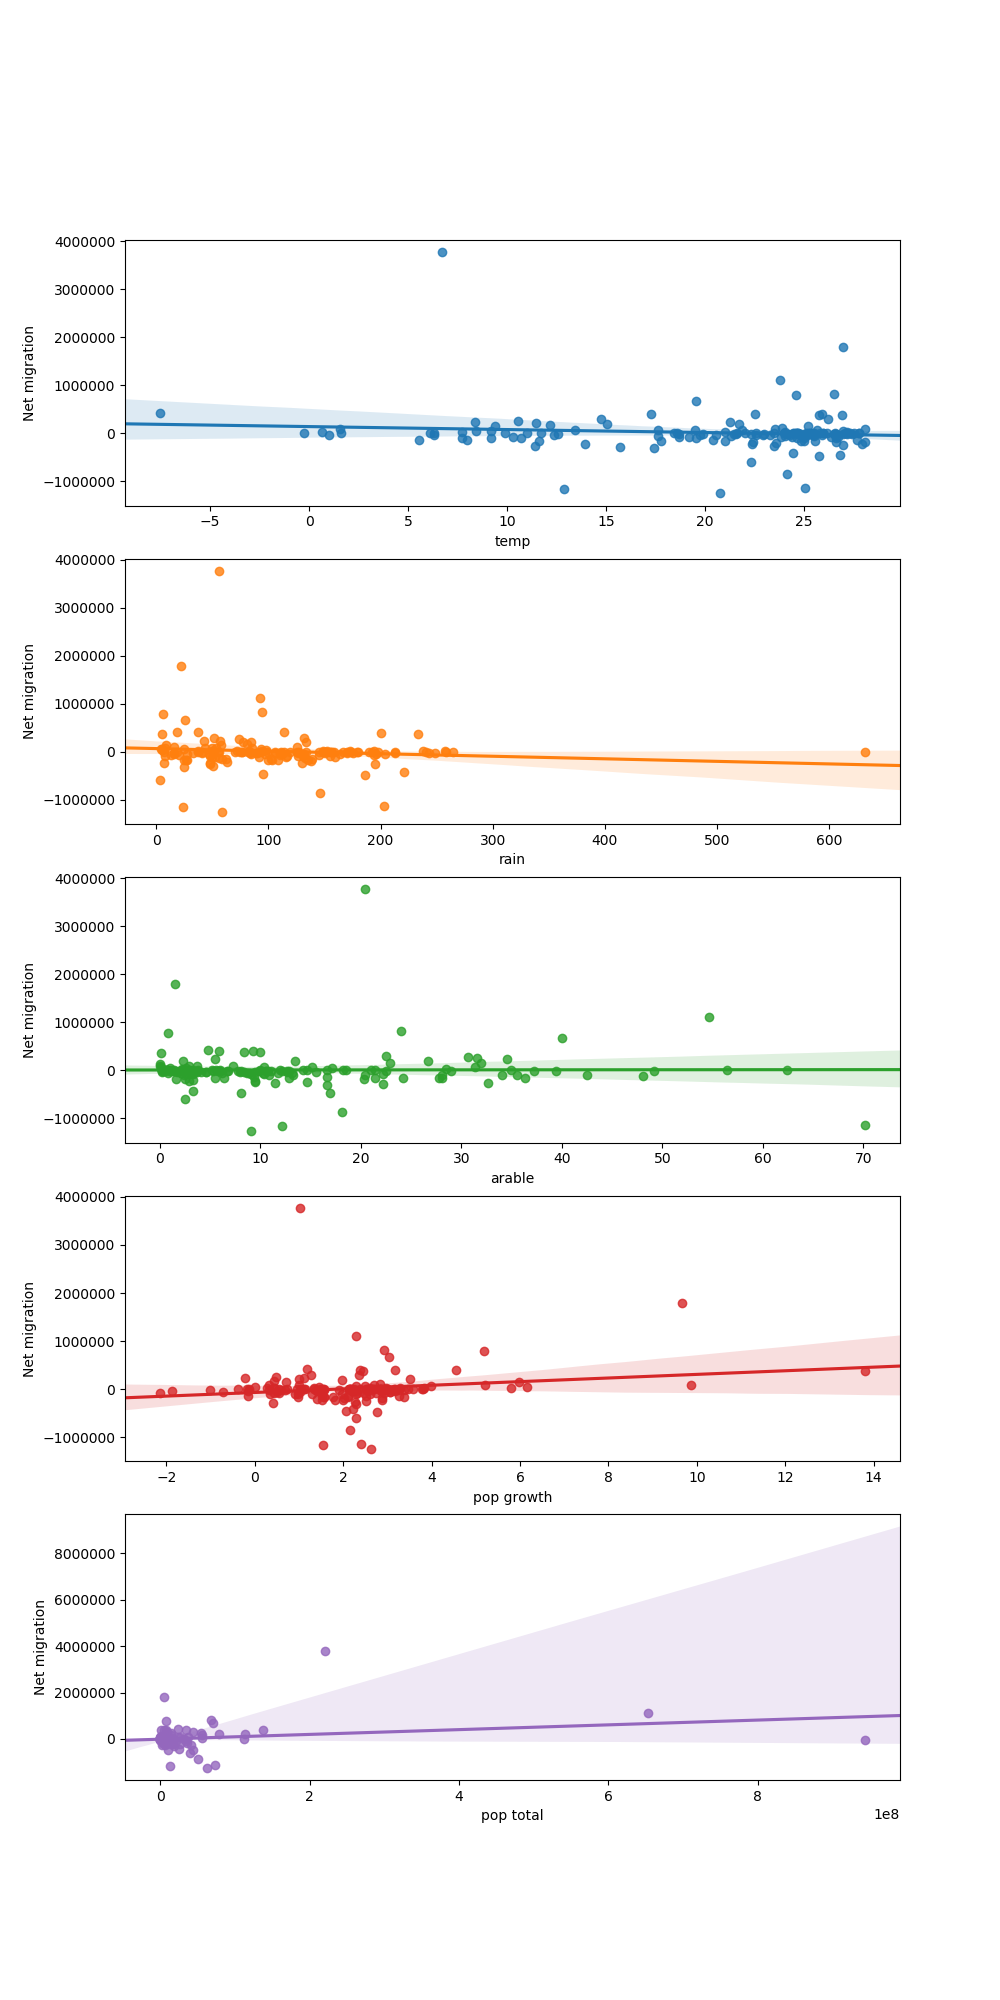 4000000
3000000
2000000
1000000
0
−1000000
Net migration
−5 0 5 10 15 20 25
temp
4000000
3000000
2000000
1000000
0
−1000000
Net migration
0 100 200 300 400 500 600
rain
4000000
3000000
2000000
1000000
0
−1000000
Net migration
0 10 20 30 40 50 60 70
arable
4000000
3000000
2000000
1000000
0
−1000000
Net migration
−2 0 2 4 6 8 10 12 14
pop growth
8000000
6000000
4000000
2000000
0
Net migration
0 2 4 6 8
1e8
pop total